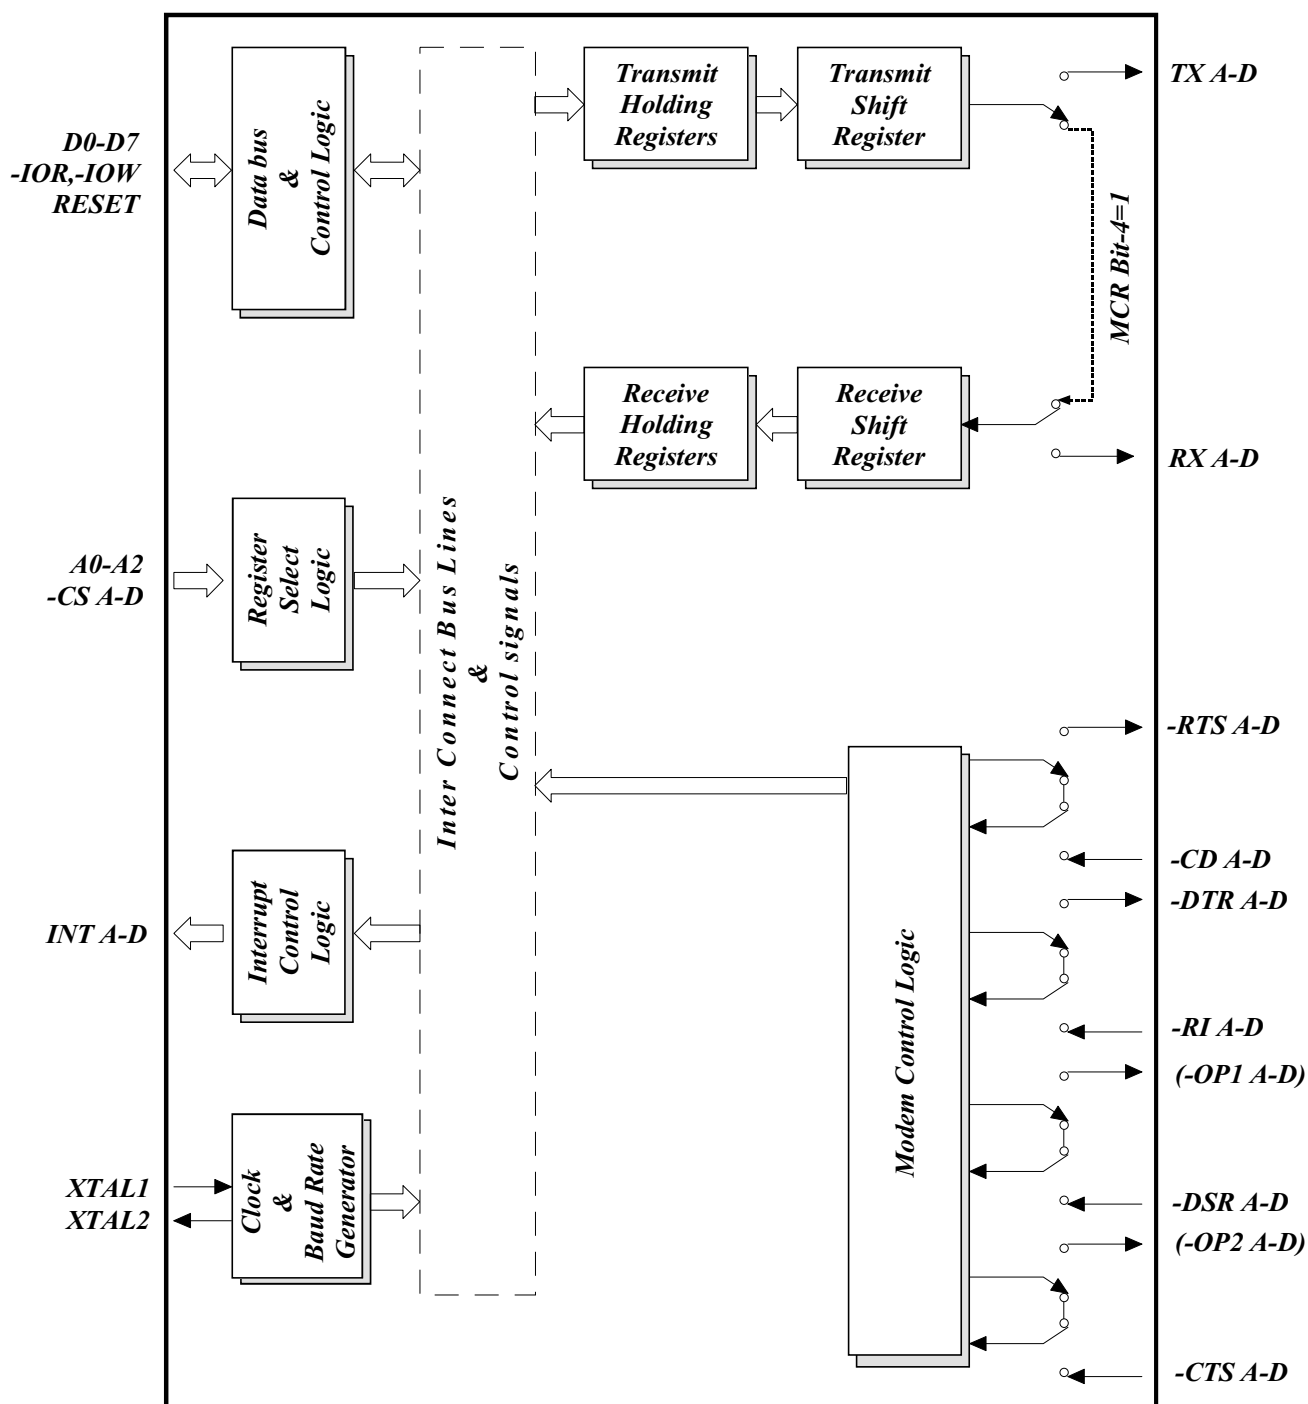 D0-D7
-IOR,-IOW
RESET
A0-A2
-CS A-D
INT A-D
XTAL1
XTAL2
Data bus
&
Control Logic
Register
Select
Logic
Interrupt
Control
Logic
Clock
&
Baud Rate
Generator
Inter Connect Bus Lines
&
Control signals
Transmit
Holding
Registers
Transmit
Shift
Register
Receive
Holding
Registers
Receive
Shift
Register
Modem Control Logic
MCR Bit-4=1
TX A-D
RX A-D
-RTS A-D
-CD A-D
-DTR A-D
-RI A-D
(-OP1 A-D)
-DSR A-D
(-OP2 A-D)
-CTS A-D